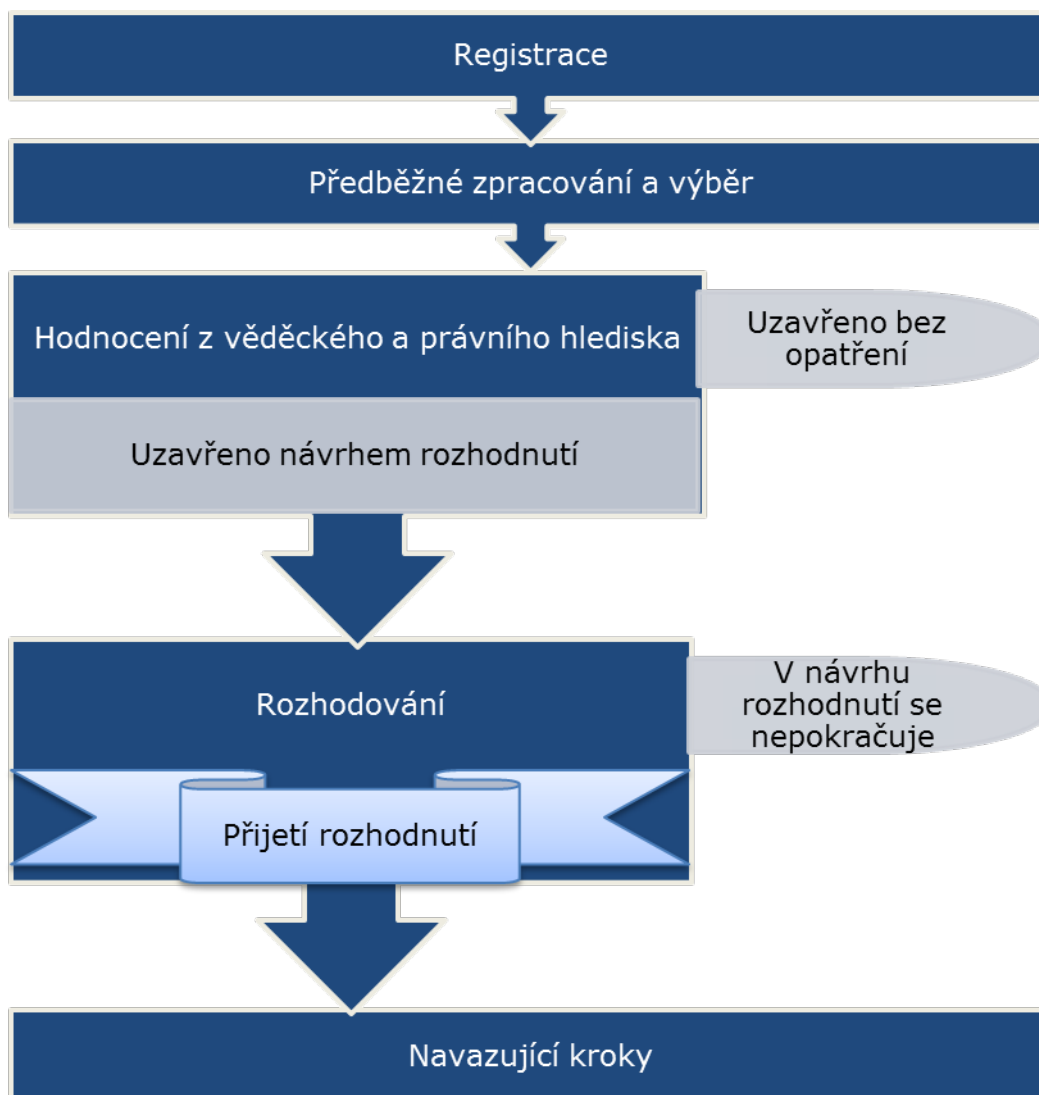 Registrace
Předběžné zpracování a výběr
Hodnocení z věděckého a právního hlediska
Uzavřeno bez
opatření
Uzavřeno návrhem rozhodnutí
Rozhodování
V návrhu
rozhodnutí se
nepokračuje
Přijetí rozhodnutí
Navazující kroky